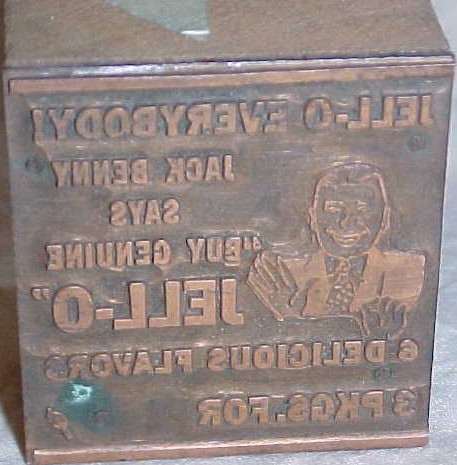 JELL-O EVERYBODY!
JACK BENNY
SAYS
"BUY GENUINE
JELL-O"
6 DELICIOUS FLAVORS
3 PKGS. FOR